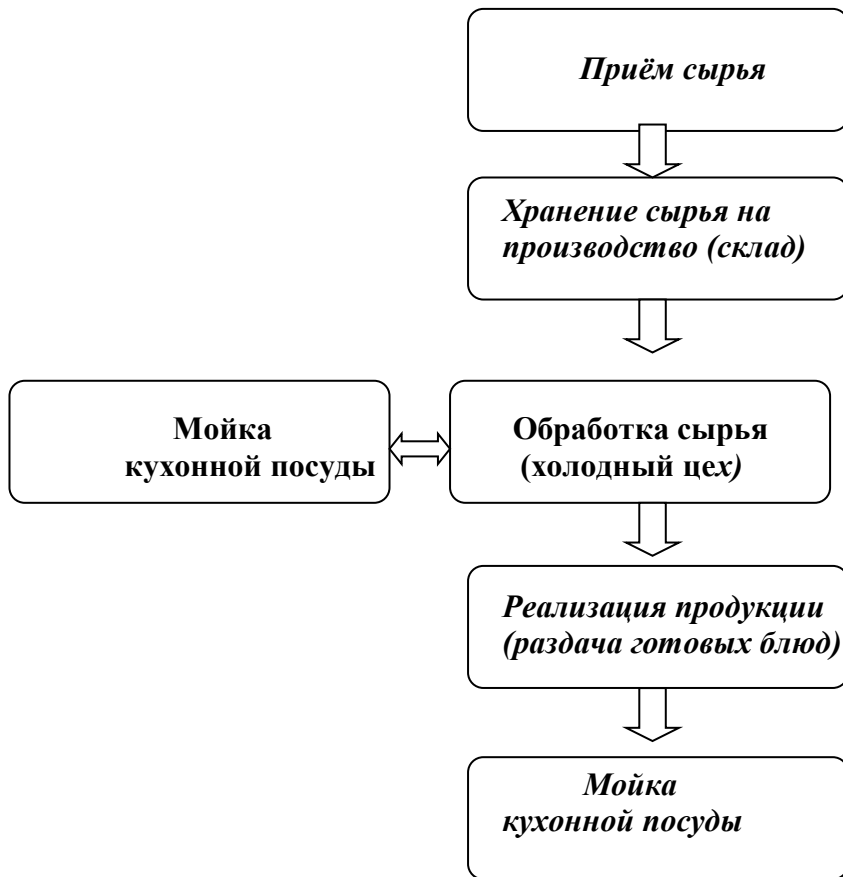 Приём сырья
Хранение сырья на
производство (склад)
Мойка
кухонной посуды
Обработка сырья
(холодный цех)
Реализация продукции
(раздача готовых блюд)
Мойка
кухонной посуды